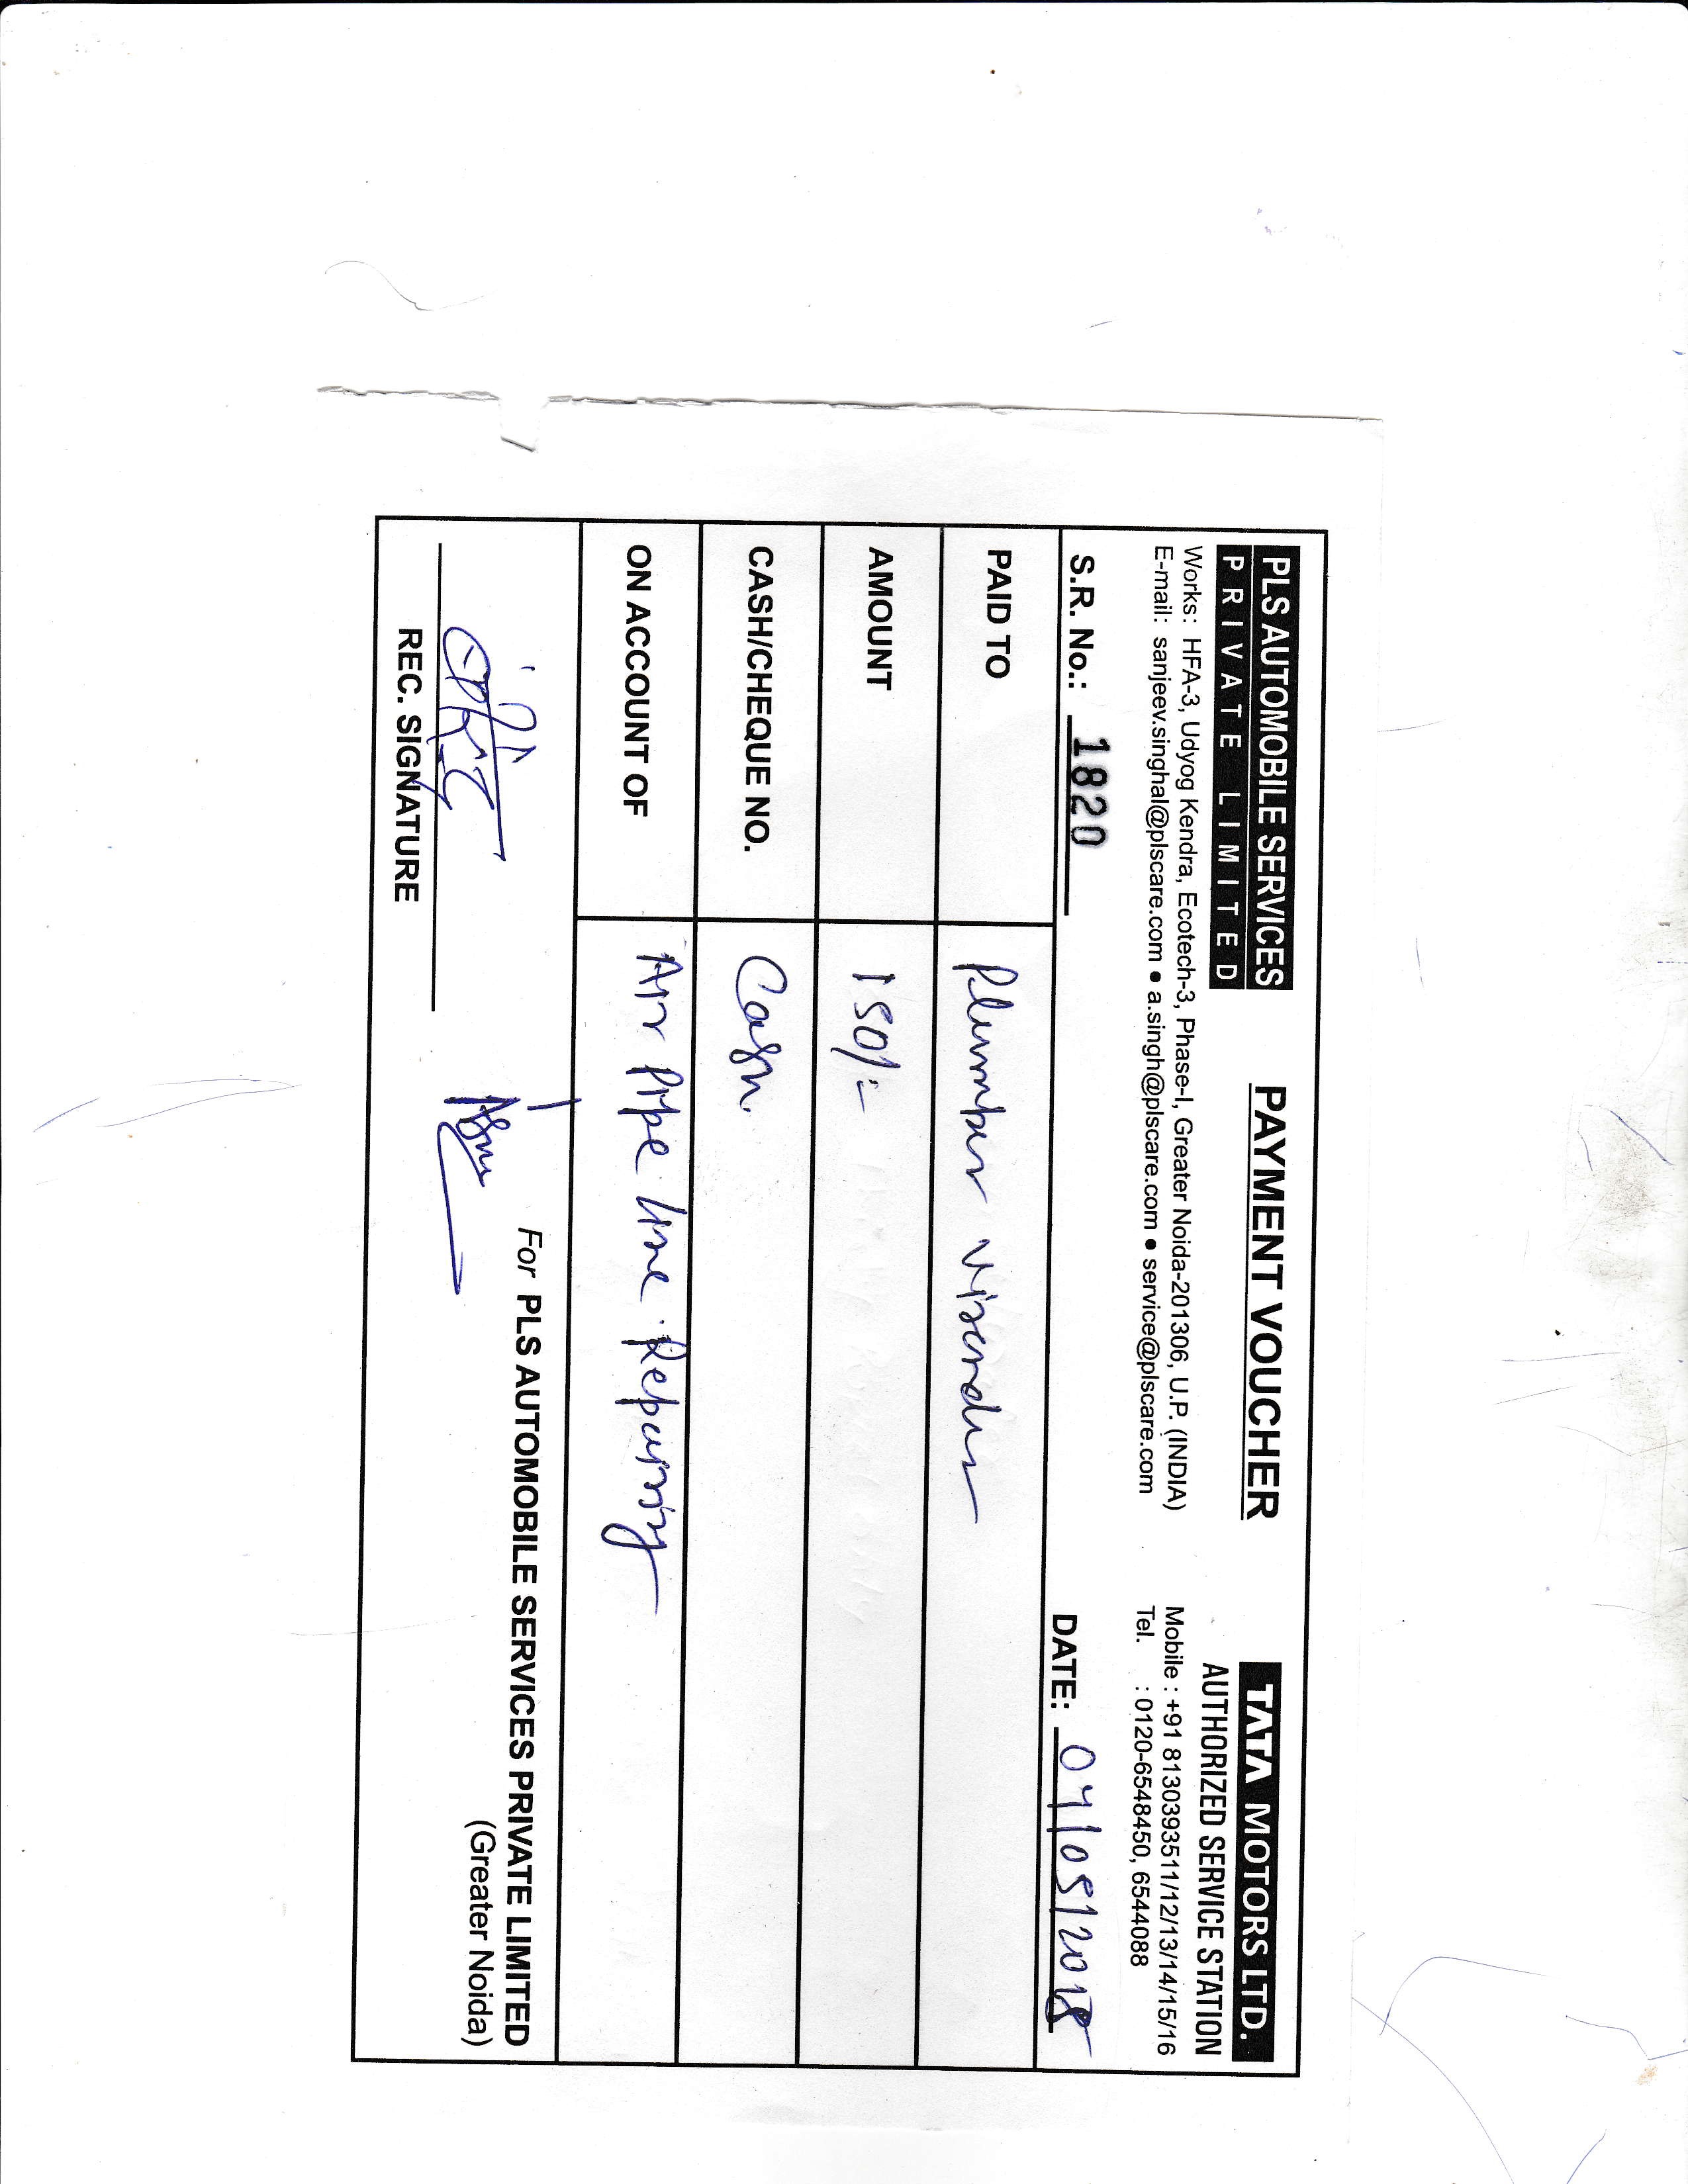 PLS AUTOMOBILE SERVICES
PRIVATE LIMITED
PAYMENT VOUCHER
TATA MOTORS LTD.
AUTHORIZED SERVICE STATION
Works: HFA-3, Udyog Kendra, Ecotech-3, Phase-I, Greater Noida-201306, U.P. (INDIA)
E-mail: sanjeev.singhal@plscare.com • a.singh@plscare.com • service@plscare.com
Mobile : +91 8130393511/12/13/14/15/16
Tel. : 0120-6548450, 6544088
S.R. No.: 1820
DATE: 04/05/2018
PAID TO Plumber
AMOUNT 150/=
CASH/CHEQUE NO. Cash.
ON ACCOUNT OF Air Pipe line Repairing
For PLS AUTOMOBILE SERVICES PRIVATE LIMITED
(Greater Noida)
REC. SIGNATURE